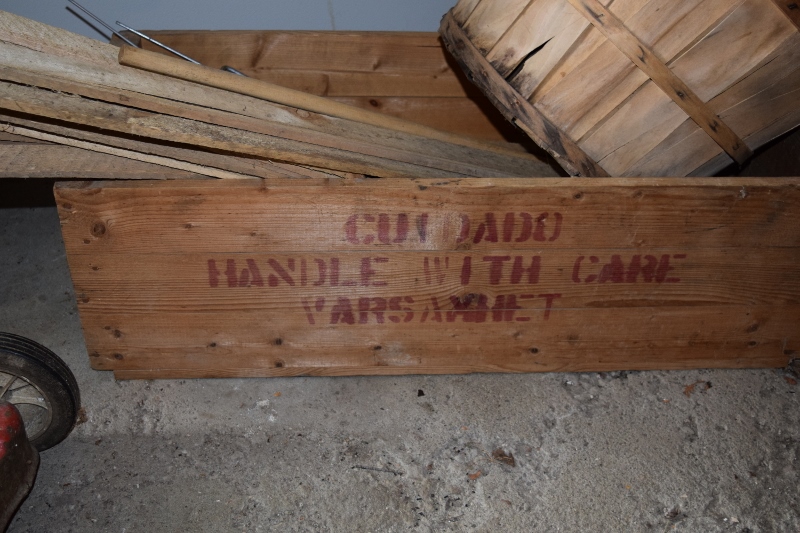 CUIDADO
HANDLE WITH CARE
VARSAMHET